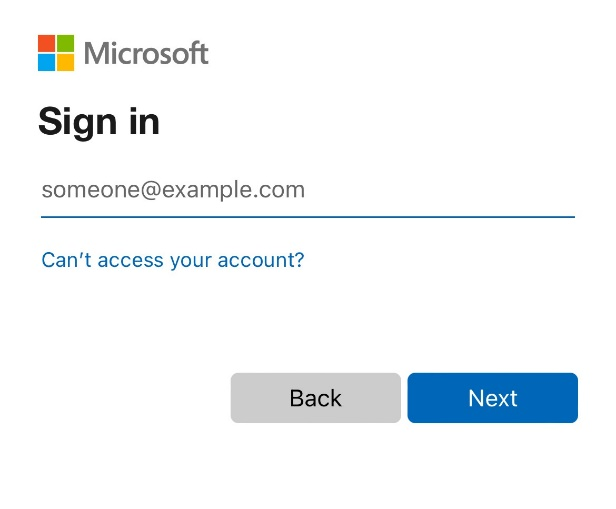 Microsoft
Sign in
someone@example.com
Can’t access your account?
Back
Next